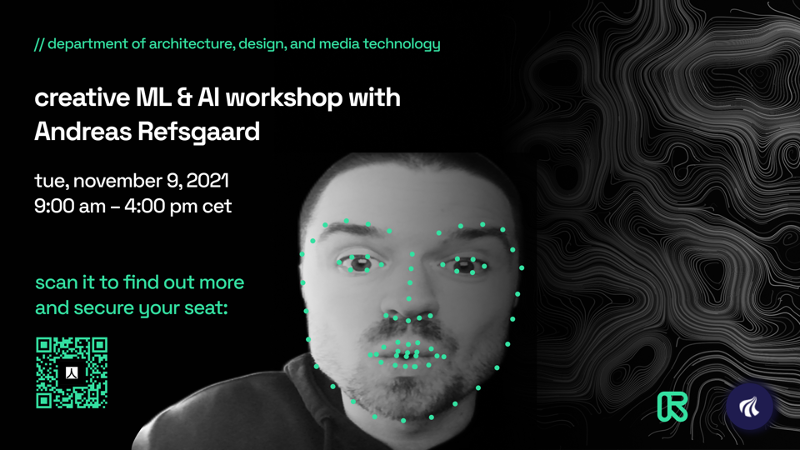 // department of architecture, design, and media technology
creative ML & AI workshop with
Andreas Refsgaard
tue, november 9, 2021
9:00 am – 4:00 pm cet
scan it to find out more
and secure your seat: